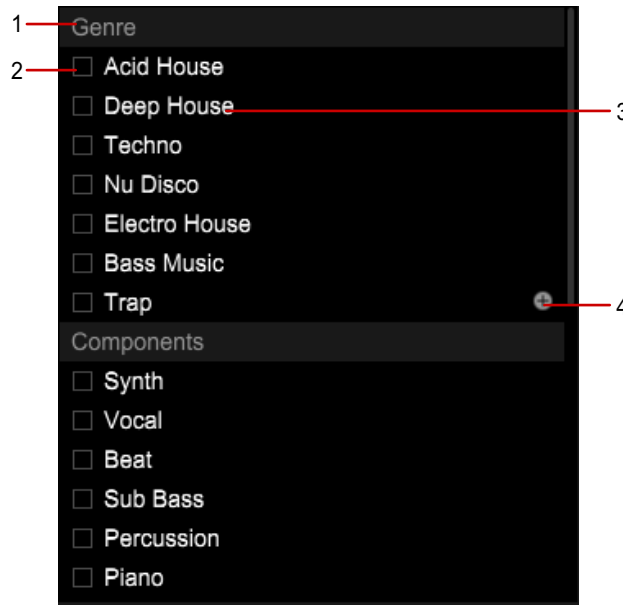 1
Genre
2
Acid House
Deep House
3
Techno
Nu Disco
Electro House
Bass Music
Trap
4
Components
Synth
Vocal
Beat
Sub Bass
Percussion
Piano